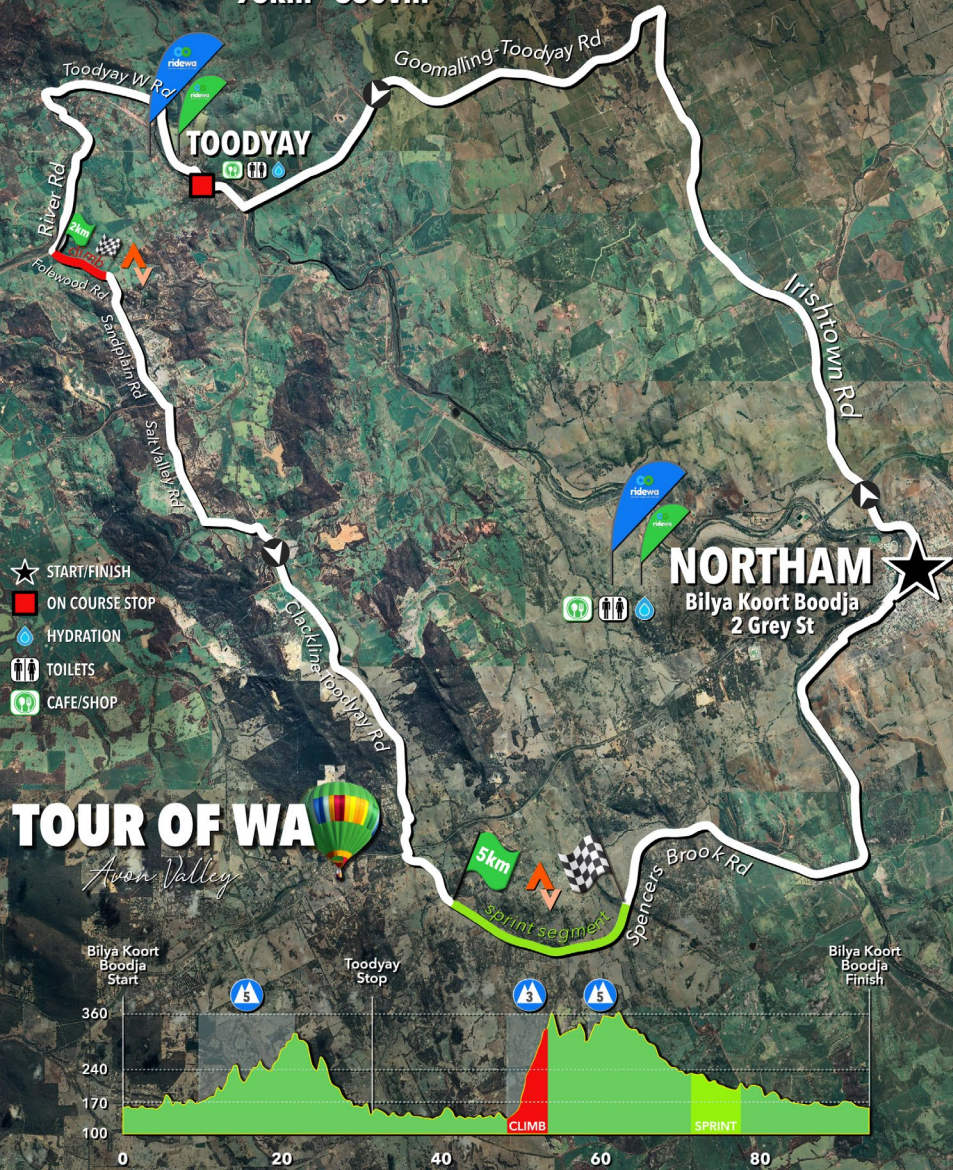 Goomalling-Toodyay Rd
Toodyay W Rd
ridewa
ridewa
TOODYAY
River Rd
2km
climb
Folewood Rd
Sandplain Rd
Salt Valley Rd
Irishtown Rd
ridewa
ridewa
NORTHAM
Bilya Koort Boodja
2 Grey St
START/FINISH
ON COURSE STOP
HYDRATION
TOILETS
CAFE/SHOP
Clackline-Toodyay Rd
TOUR OF WA
Avon Valley
5km
sprint segment
Spencers Brook Rd
Bilya Koort
Boodja
Start
Toodyay
Stop
Bilya Koort
Boodja
Finish
5
3
5
360
240
170
100
CLIMB
SPRINT
0
20
40
60
80